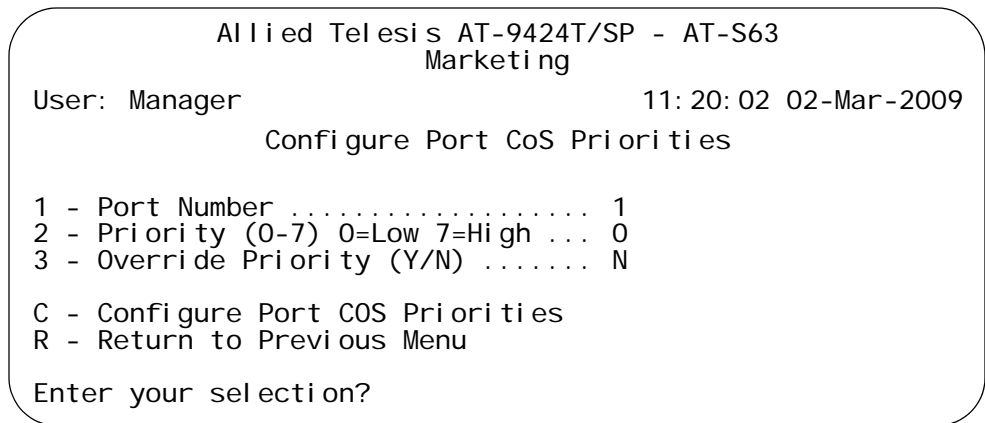 Allied Telesis AT-9424T/SP - AT-S63
Marketing
User: Manager 11:20:02 02-Mar-2009
Configure Port CoS Priorities
1 - Port Number ................... 1
2 - Priority (0-7) 0=Low 7=High ... 0
3 - Override Priority (Y/N) ....... N
C - Configure Port COS Priorities
R - Return to Previous Menu
Enter your selection?